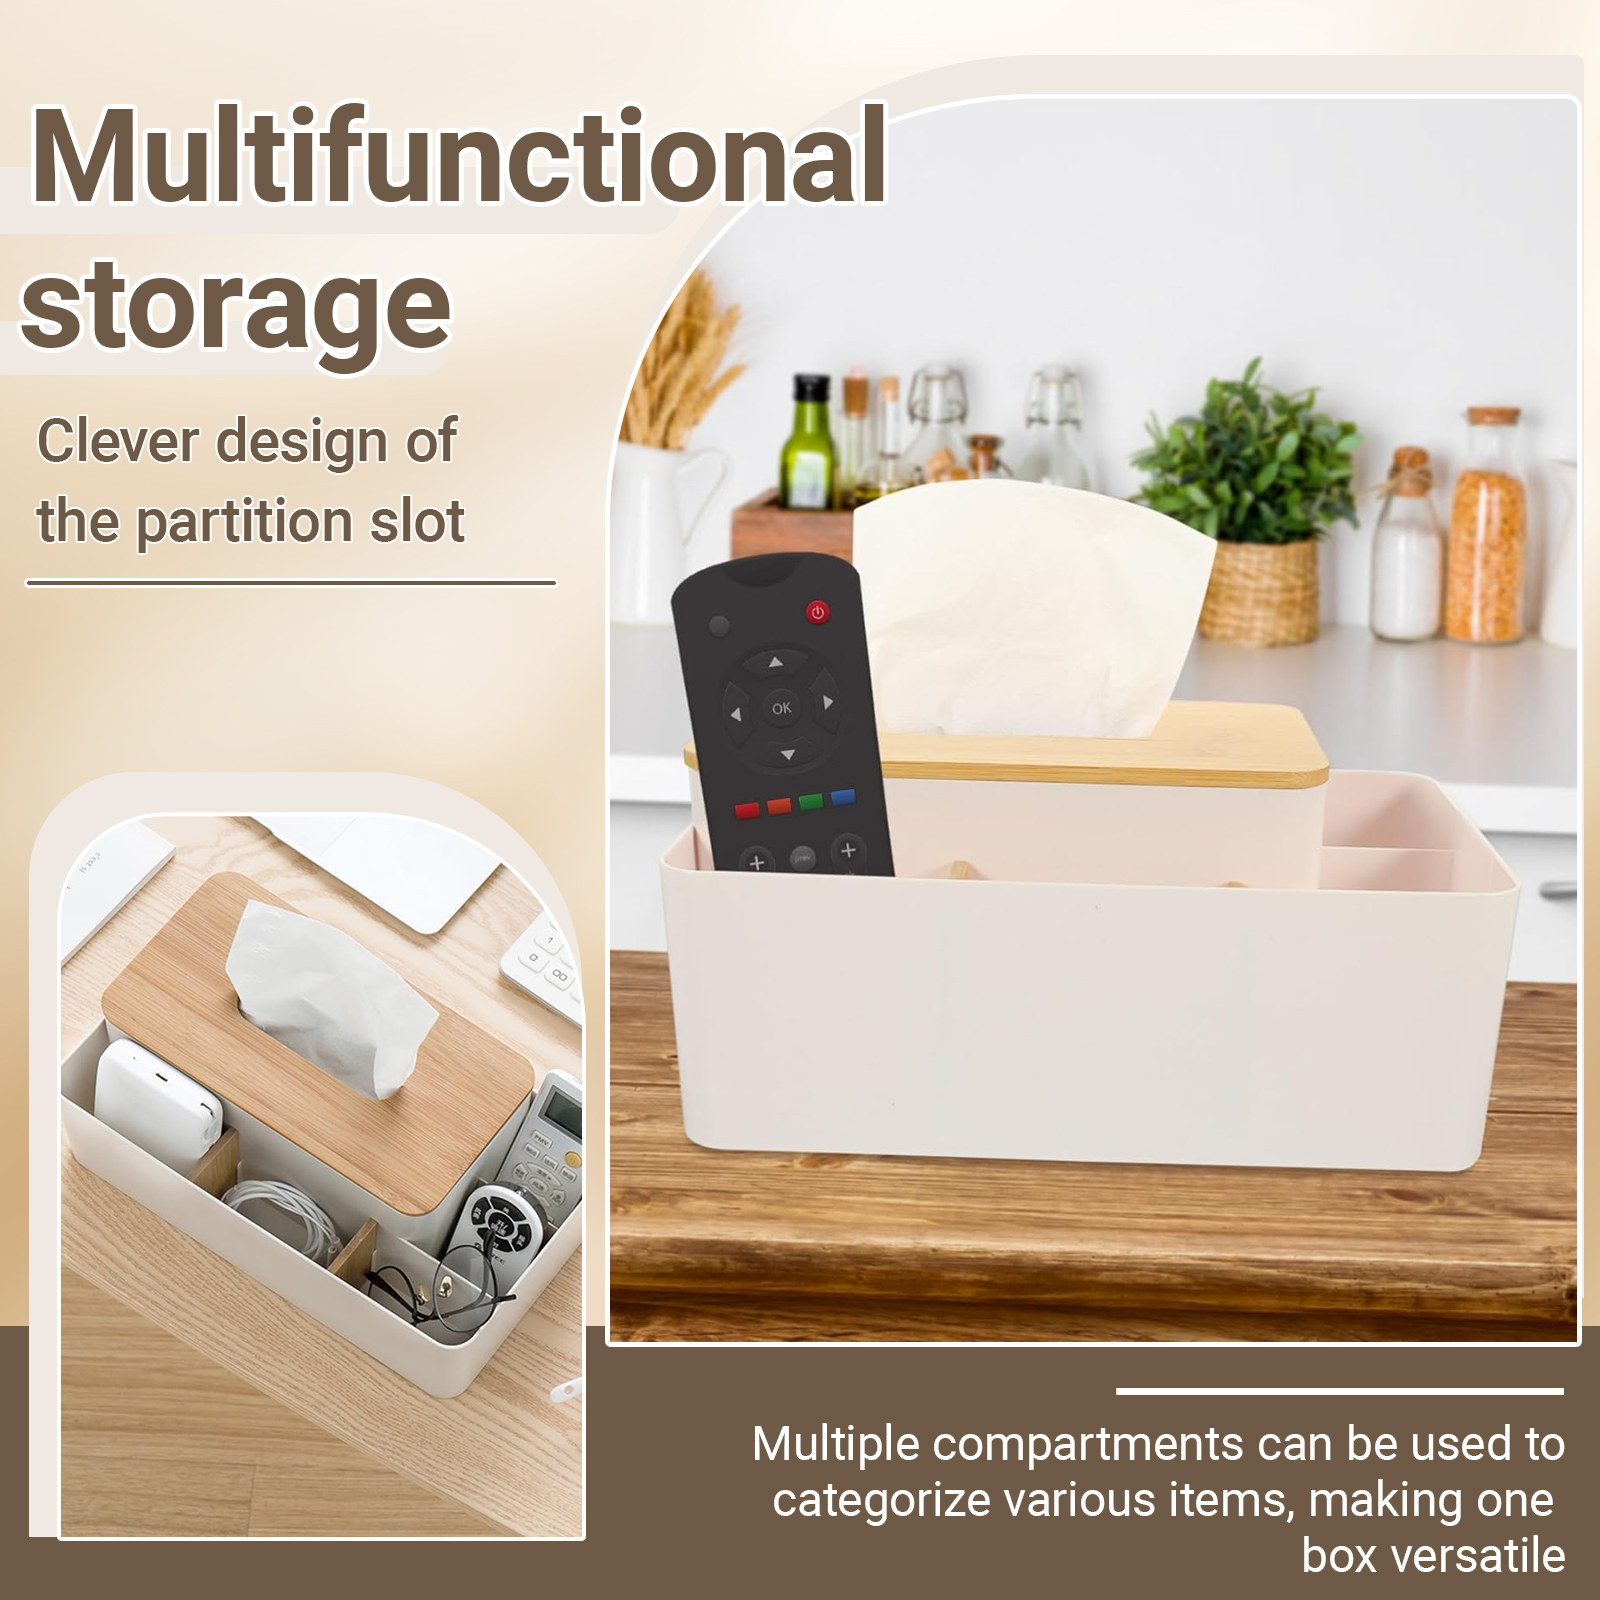 Multifunctional
storage
Clever design of
the partition slot
OK
prev
Multiple compartments can be used to
categorize various items, making one
box versatile